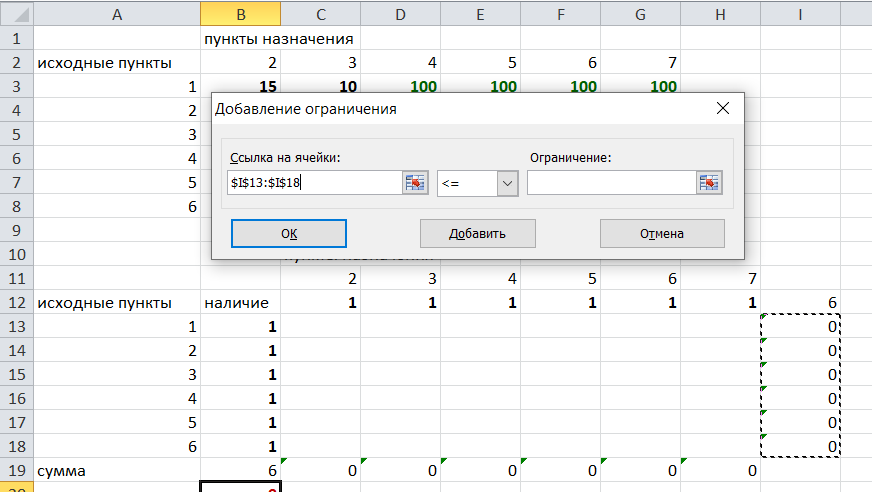 A B C D E F G H I
1 пункты назначения
2 исходные пункты 2 3 4 5 6 7
3 1 15 10 100 100 100 100
4 2
5 3
6 4
7 5
8 6
9
10
11 2 3 4 5 6 7
12 исходные пункты наличие 1 1 1 1 1 1 6
13 1 1 0
14 2 1 0
15 3 1 0
16 4 1 0
17 5 1 0
18 6 1 0
19 сумма 6 0 0 0 0 0 0
Добавление ограничения
Ссылка на ячейки: Ограничение:
$I$13:$I$18 <=
ОК Добавить Отмена